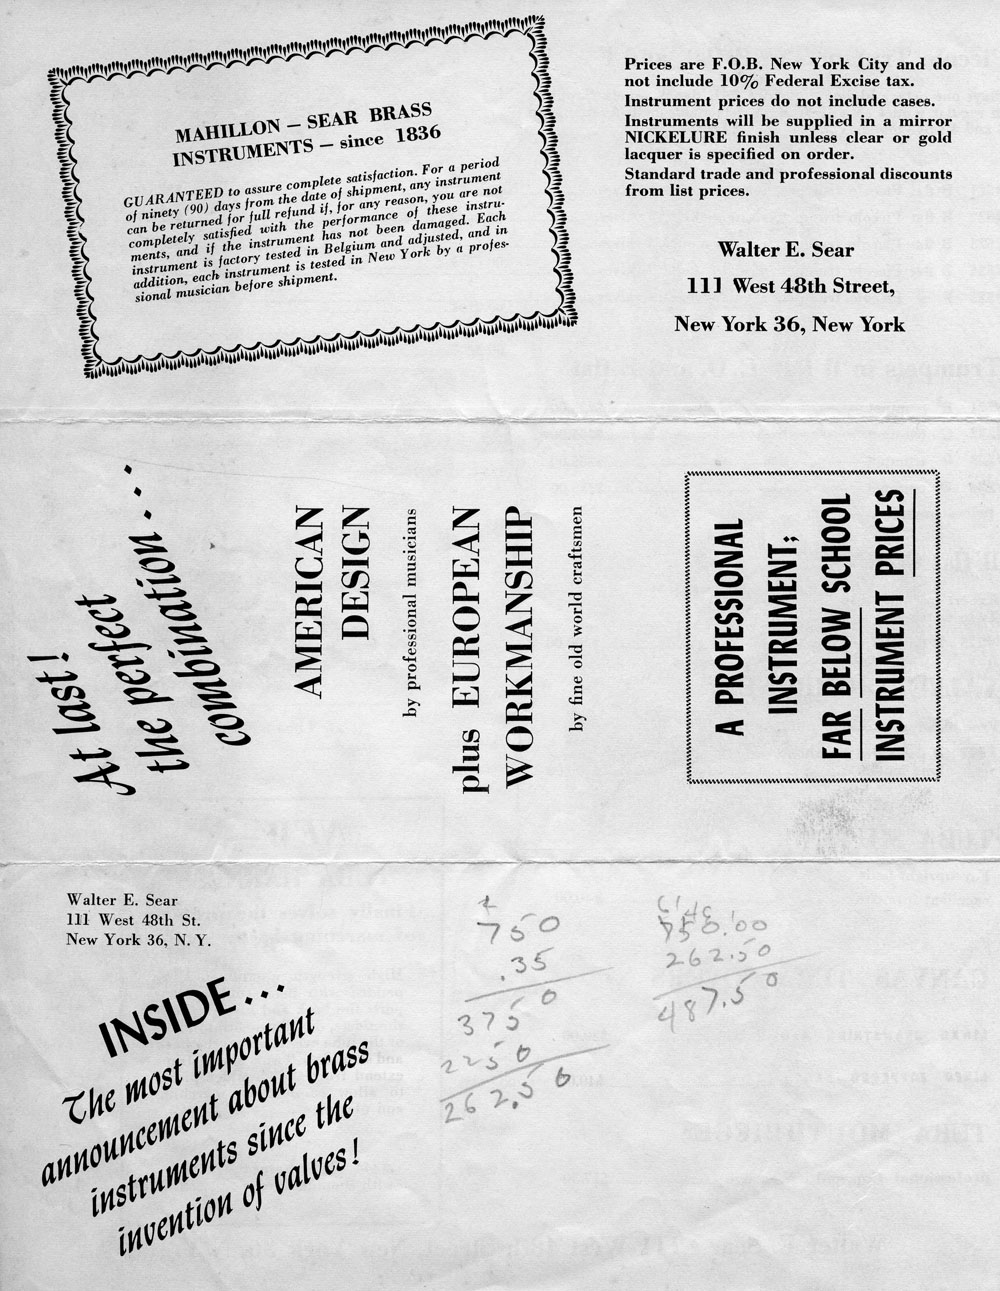 MAHILLON — SEAR BRASS
INSTRUMENTS — since 1836
GUARANTEED to assure complete satisfaction. For a period
of ninety (90) days from the date of shipment, any instrument
can be returned for full refund if, for any reason, you are not
completely satisfied with the performance of these instru-
ments, and if the instrument has not been damaged. Each
instrument is factory tested in Belgium and adjusted, and in
addition, each instrument is tested in New York by a profes-
sional musician before shipment.
Prices are F.O.B. New York City and do
not include 10% Federal Excise tax.
Instrument prices do not include cases.
Instruments will be supplied in a mirror
NICKELURE finish unless clear or gold
lacquer is specified on order.
Standard trade and professional discounts
from list prices.
Walter E. Sear
111 West 48th Street,
New York 36, New York
At last!
the perfect
combination . . .
AMERICAN
DESIGN
by professional musicians
plus EUROPEAN
WORKMANSHIP
by fine old world craftsmen
A PROFESSIONAL
INSTRUMENT;
FAR BELOW SCHOOL
INSTRUMENT PRICES
Walter E. Sear
111 West 48th St.
New York 36, N. Y.
INSIDE...
The most important
announcement about brass
instruments since the
invention of valves!
750
.35
3750
2250
262.50
750.00
262.50
487.50